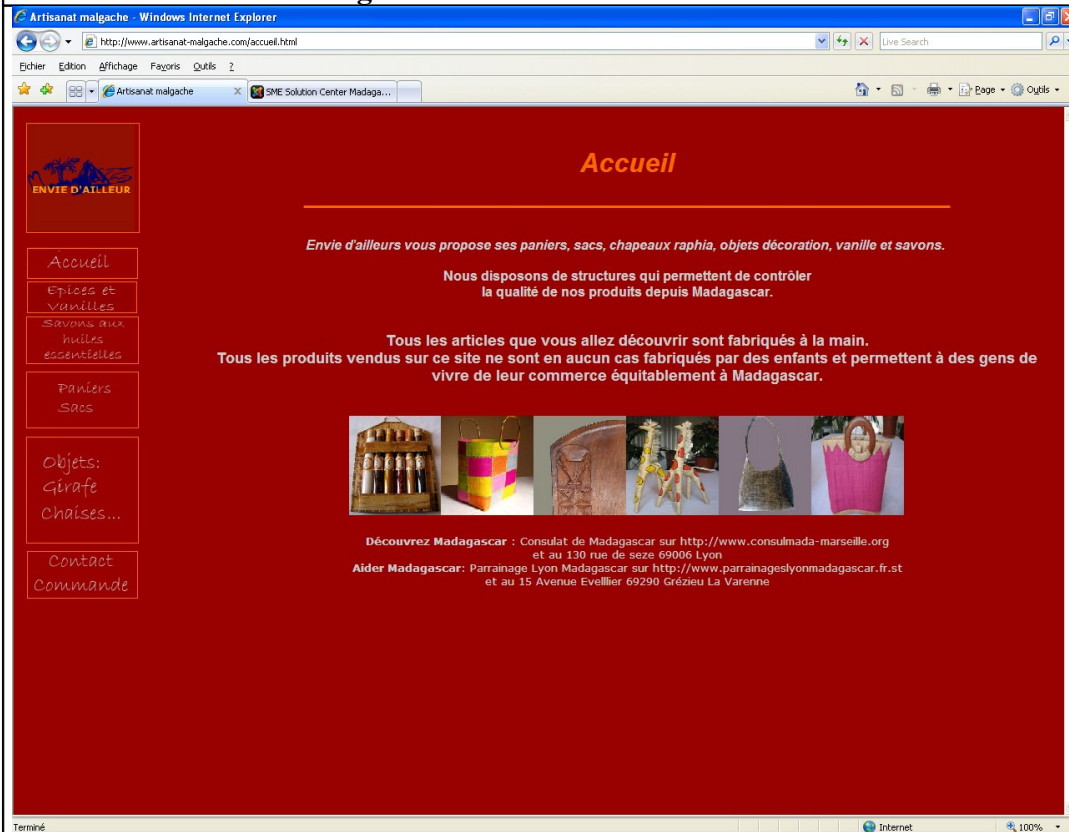 Artisanat malgache - Windows Internet Explorer
http://www.artisanat-malgache.com/accueil.html
Live Search
Fichier Edition Affichage Favoris Outils ?
Artisanat malgache
SME Solution Center Madaga...
Page
Outils
ENVIE D'AILLEUR
Accueil
Epices et
Vanilles
Savons aux
huiles
essentielles
Paniers
Sacs
Objets:
Girafe
Chaises...
Contact
Commande
Accueil
Envie d'ailleurs vous propose ses paniers, sacs, chapeaux raphia, objets décoration, vanille et savons.
Nous disposons de structures qui permettent de contrôler
la qualité de nos produits depuis Madagascar.
Tous les articles que vous allez découvrir sont fabriqués à la main.
Tous les produits vendus sur ce site ne sont en aucun cas fabriqués par des enfants et permettent à des gens de
vivre de leur commerce équitablement à Madagascar.
Découvrez Madagascar : Consulat de Madagascar sur http://www.consulmada-marseille.org
et au 130 rue de seze 69006 Lyon
Aider Madagascar: Parrainage Lyon Madagascar sur http://www.parrainageslyonmadagascar.fr.st
et au 15 Avenue Evelllier 69290 Grézieu La Varenne
Terminé
Internet
100%